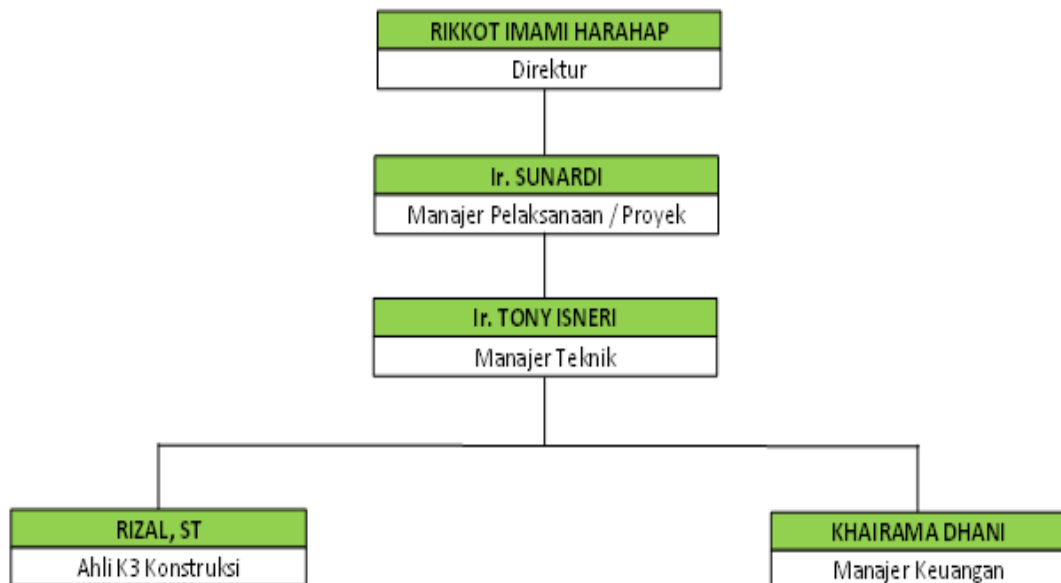 RIKKOT IMAMI HARAHAP
Direktur
Ir. SUNARDI
Manajer Pelaksanaan / Proyek
Ir. TONY ISNERI
Manajer Teknik
RIZAL, ST
Ahli K3 Konstruksi
KHAIRAMA DHANI
Manajer Keuangan